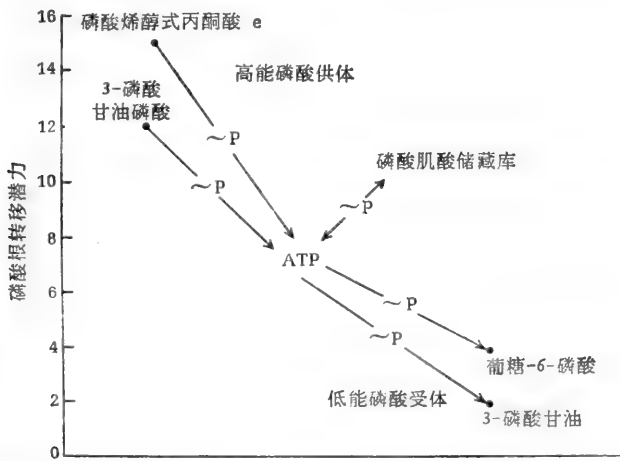 磷酸烯醇式丙酮酸 e
高能磷酸供体
3-磷酸
甘油磷酸
～P
～P
磷酸肌酸储藏库
～P
ATP
～P
～P
葡糖-6-磷酸
低能磷酸受体
3-磷酸甘油
磷酸根转移潜力
16
14
12
10
8
6
4
2
0